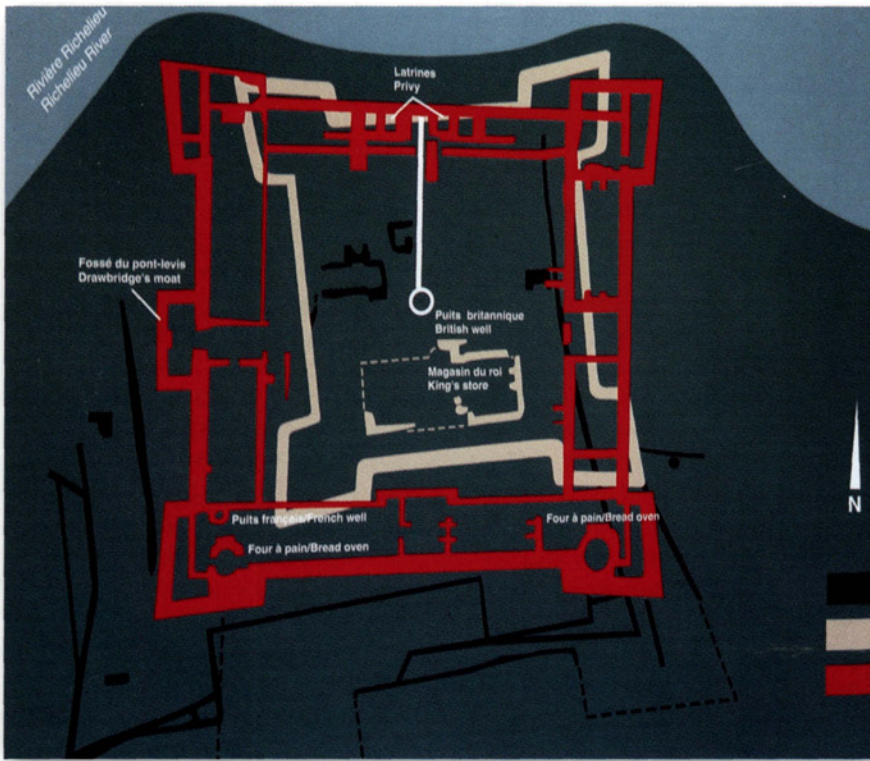 Rivière Richelieu
Richelieu River
Latrines
Privy
Fossé du pont-levis
Drawbridge's moat
Puits britannique
British well
Magasin du roi
King's store
N
Puits français/French well
Four à pain/Bread oven
Four à pain/Bread oven